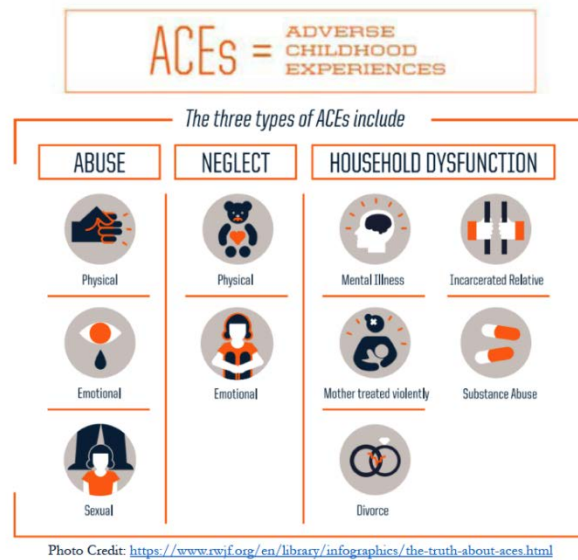 ACEs = ADVERSE
CHILDHOOD
EXPERIENCES
The three types of ACEs include
ABUSE
NEGLECT
HOUSEHOLD DYSFUNCTION
Physical
Physical
Mental Illness
Incarcerated Relative
Emotional
Emotional
Mother treated violently
Substance Abuse
Sexual
Divorce
Photo Credit: https://www.rwjf.org/en/library/infographics/the-truth-about-aces.html